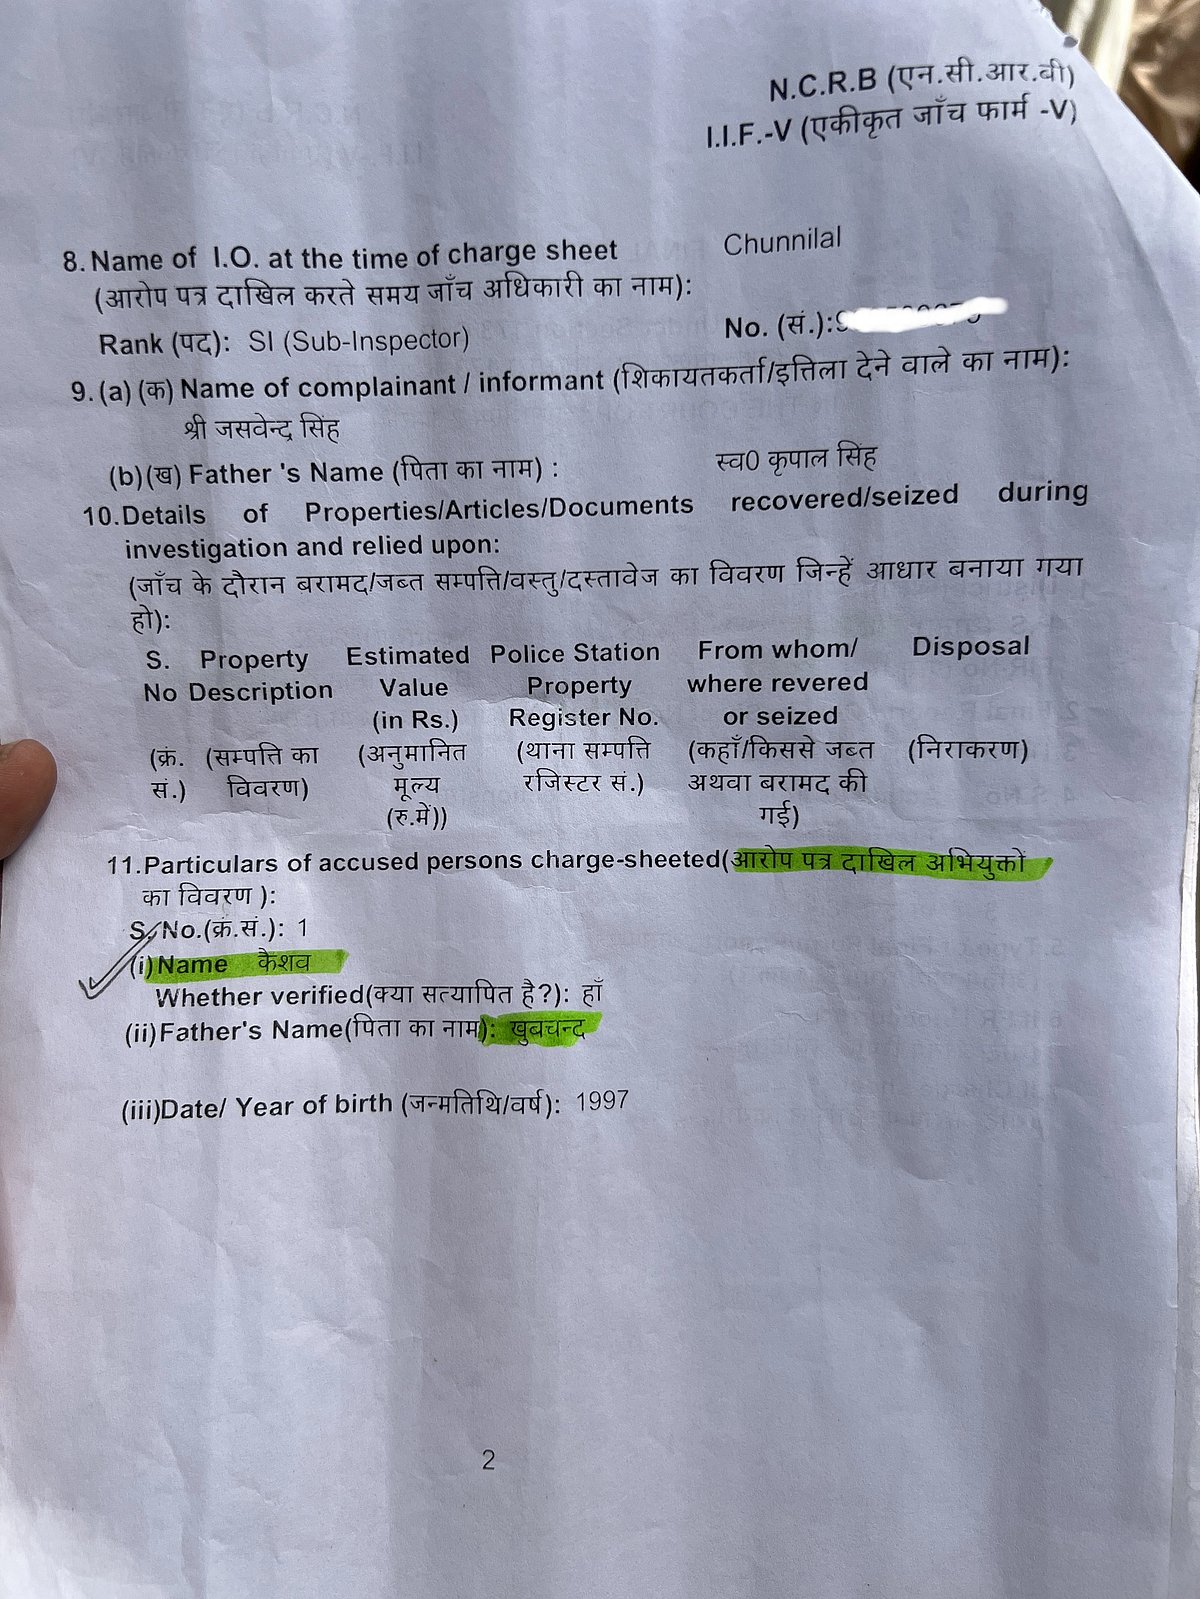 N.C.R.B (एन.सी.आर.वी)
I.I.F.-V (एकीकृत जाँच फार्म -V)
8. Name of I.O. at the time of charge sheet Chunnilal
(आरोप पत्र दाखिल करते समय जाँच अधिकारी का नाम):
Rank (पद): SI (Sub-Inspector) No. (सं.):
9. (a) (क) Name of complainant / informant (शिकायतकर्ता/इत्तिला देने वाले का नाम):
श्री जसवेन्द्र सिंह
(b)(ख) Father 's Name (पिता का नाम) : स्व0 कृपाल सिंह
10. Details of Properties/Articles/Documents recovered/seized during
investigation and relied upon:
(जाँच के दौरान बरामद/जब्त सम्पत्ति/वस्तु/दस्तावेज का विवरण जिन्हें आधार बनाया गया
हो):
S. Property Estimated Police Station From whom/ Disposal
No Description Value Property where revered
(in Rs.) Register No. or seized
(क्रं. (सम्पत्ति का (अनुमानित (थाना सम्पत्ति (कहाँ/किससे जब्त (निराकरण)
सं.) विवरण) मूल्य रजिस्टर सं.) अथवा बरामद की
(रु.में)) गई)
11. Particulars of accused persons charge-sheeted(आरोप पत्र दाखिल अभियुक्तों
का विवरण ):
S. No.(क्रं.सं.): 1
(i)Name केशव
Whether verified(क्या सत्यापित है?): हाँ
(ii)Father's Name(पिता का नाम): खुबचन्द
(iii)Date/ Year of birth (जन्मतिथि/वर्ष): 1997
2